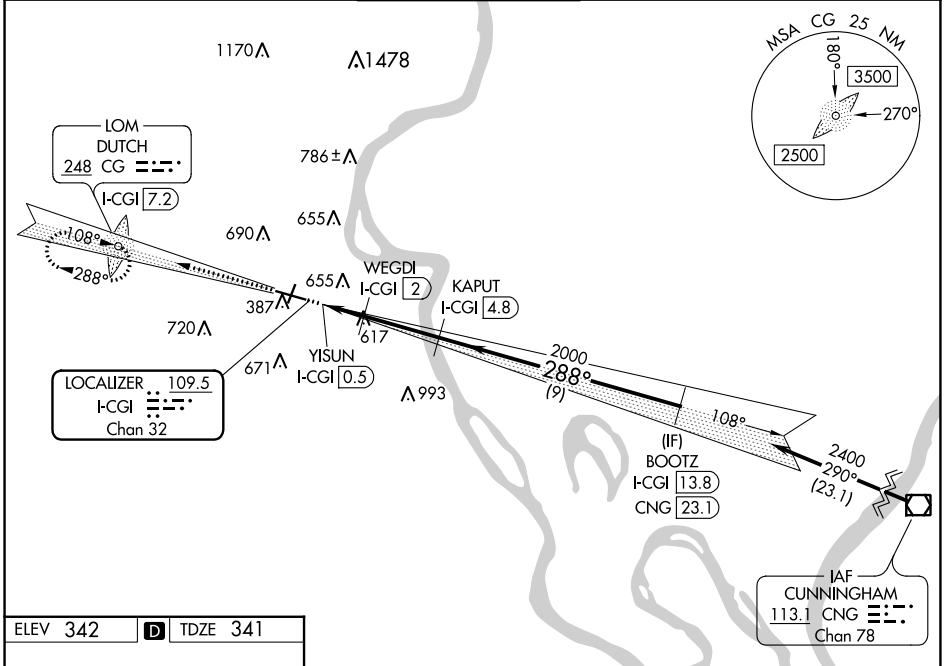 1170
1478
MSA CG 25 NM
180°
3500
270°
2500
LOM
DUTCH
248 CG
I-CGI 7.2
786±
690
655
108°
288°
655
WEGDI
I-CGI 2
KAPUT
I-CGI 4.8
387
617
720
671
YISUN
I-CGI 0.5
993
2000
288°
(9)
108°
LOCALIZER 109.5
I-CGI
Chan 32
(IF)
BOOTZ
I-CGI 13.8
CNG 23.1
2400
290°
(23.1)
IAF
CUNNINGHAM
113.1 CNG
Chan 78
ELEV 342 D TDZE 341